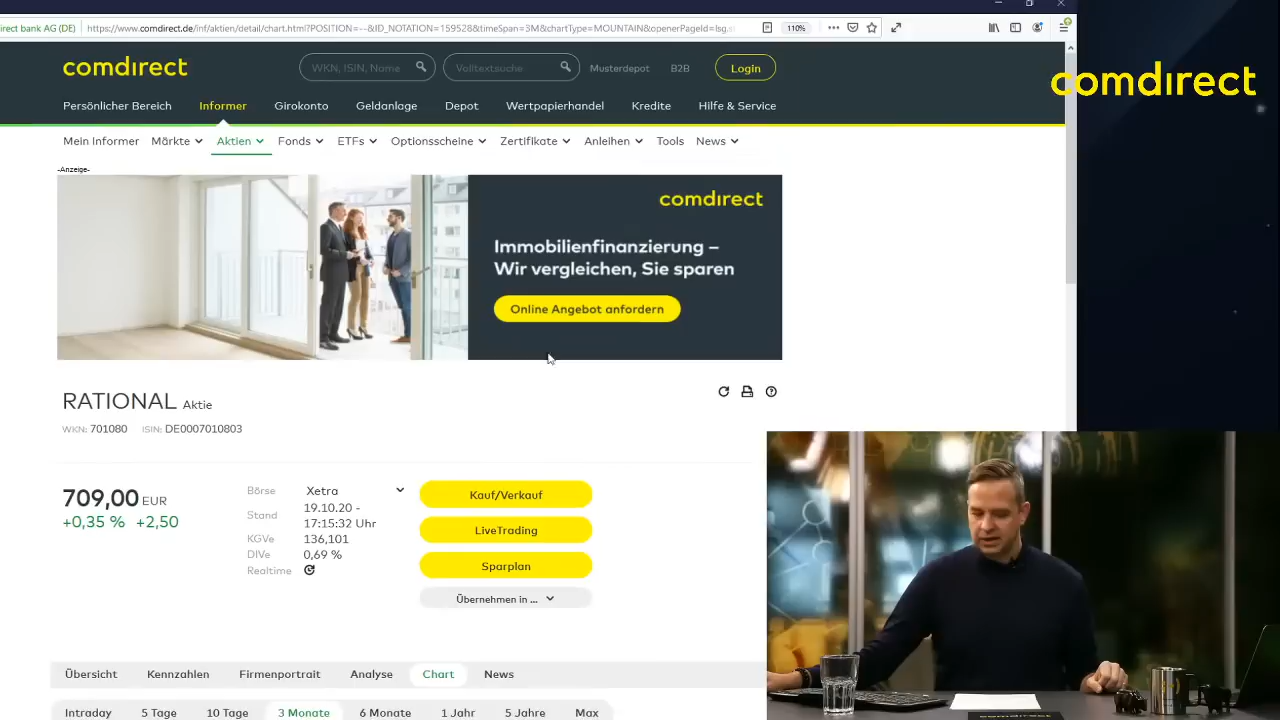 direct bank AG (DE) https://www.comdirect.de/inf/aktien/detail/chart.html?POSITION=--&ID_NOTATION=159528&timeSpan=3M&chartType=MOUNTAIN&openerPageId=lsg.s 110%
comdirect WKN, ISIN, Name Volltextsuche Musterdepot B2B Login
comdirect
Persönlicher Bereich Informer Girokonto Geldanlage Depot Wertpapierhandel Kredite Hilfe & Service
Mein Informer Märkte Aktien Fonds ETFs Optionsscheine Zertifikate Anleihen Tools News
-Anzeige-
comdirect
Immobilienfinanzierung –
Wir vergleichen, Sie sparen
Online Angebot anfordern
RATIONAL Aktie
WKN: 701080 ISIN: DE0007010803
709,00 EUR
+0,35 % +2,50
Börse Xetra
Stand 19.10.20 -
17:15:32 Uhr
KGVe 136,101
DIVe 0,69 %
Realtime
Kauf/Verkauf
LiveTrading
Sparplan
Übernehmen in ...
Übersicht Kennzahlen Firmenportrait Analyse Chart News
Intraday 5 Tage 10 Tage 3 Monate 6 Monate 1 Jahr 5 Jahre Max